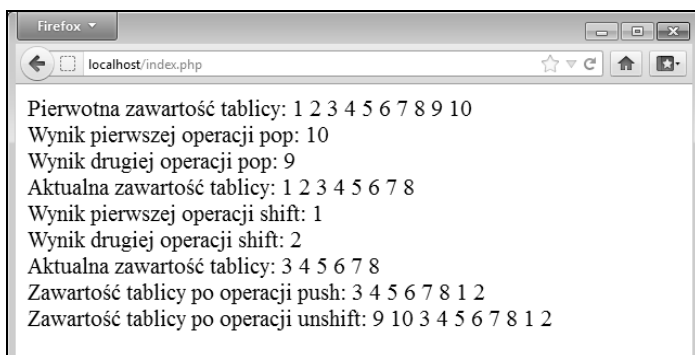 Firefox
localhost/index.php
Pierwotna zawartość tablicy: 1 2 3 4 5 6 7 8 9 10
Wynik pierwszej operacji pop: 10
Wynik drugiej operacji pop: 9
Aktualna zawartość tablicy: 1 2 3 4 5 6 7 8
Wynik pierwszej operacji shift: 1
Wynik drugiej operacji shift: 2
Aktualna zawartość tablicy: 3 4 5 6 7 8
Zawartość tablicy po operacji push: 3 4 5 6 7 8 1 2
Zawartość tablicy po operacji unshift: 9 10 3 4 5 6 7 8 1 2